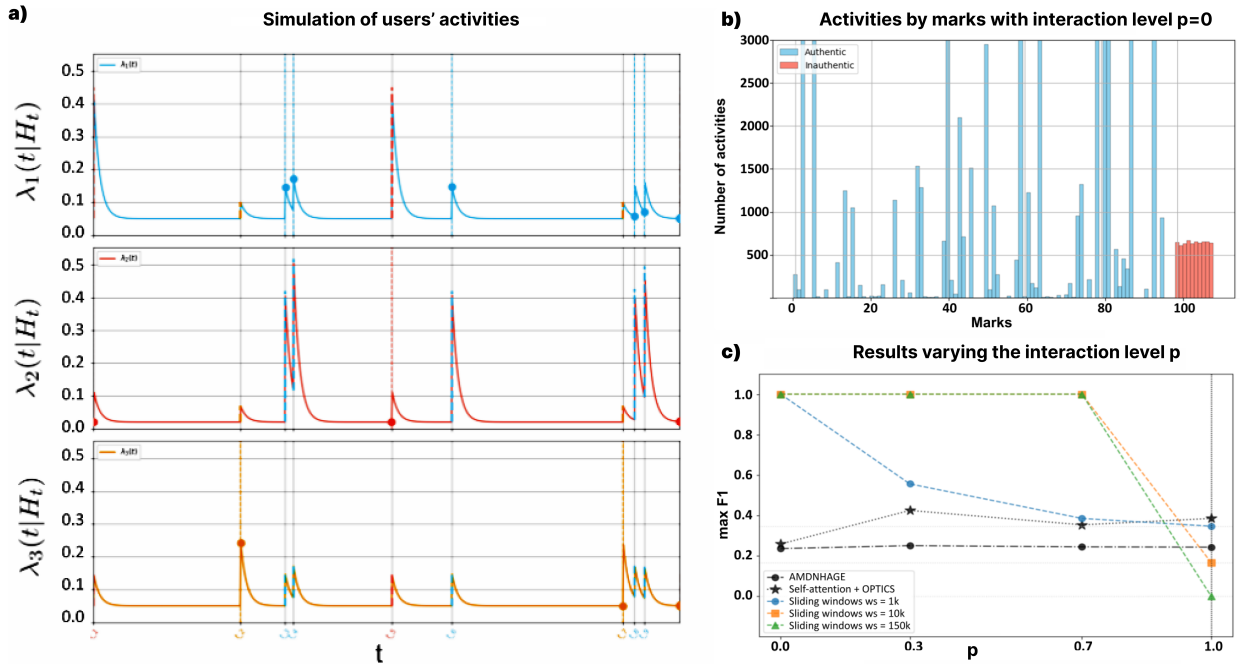 a)
Simulation of users' activities
λ₁(t)
0.5
0.4
0.3
0.2
0.1
0.0
λ₁(t|Hₜ)
λ₂(t)
0.5
0.4
0.3
0.2
0.1
0.0
λ₂(t|Hₜ)
λ₃(t)
0.5
0.4
0.3
0.2
0.1
0.0
λ₃(t|Hₜ)
t
b)
Activities by marks with interaction level p=0
Authentic
Inauthentic
3000
2500
2000
1500
1000
500
Number of activities
0 20 40 60 80 100
Marks
c)
Results varying the interaction level p
1.0
0.8
0.6
0.4
0.2
0.0
max F1
AMDNHAGE
Self-attention + OPTICS
Sliding windows ws = 1k
Sliding windows ws = 10k
Sliding windows ws = 150k
0.0 0.3 0.7 1.0
p